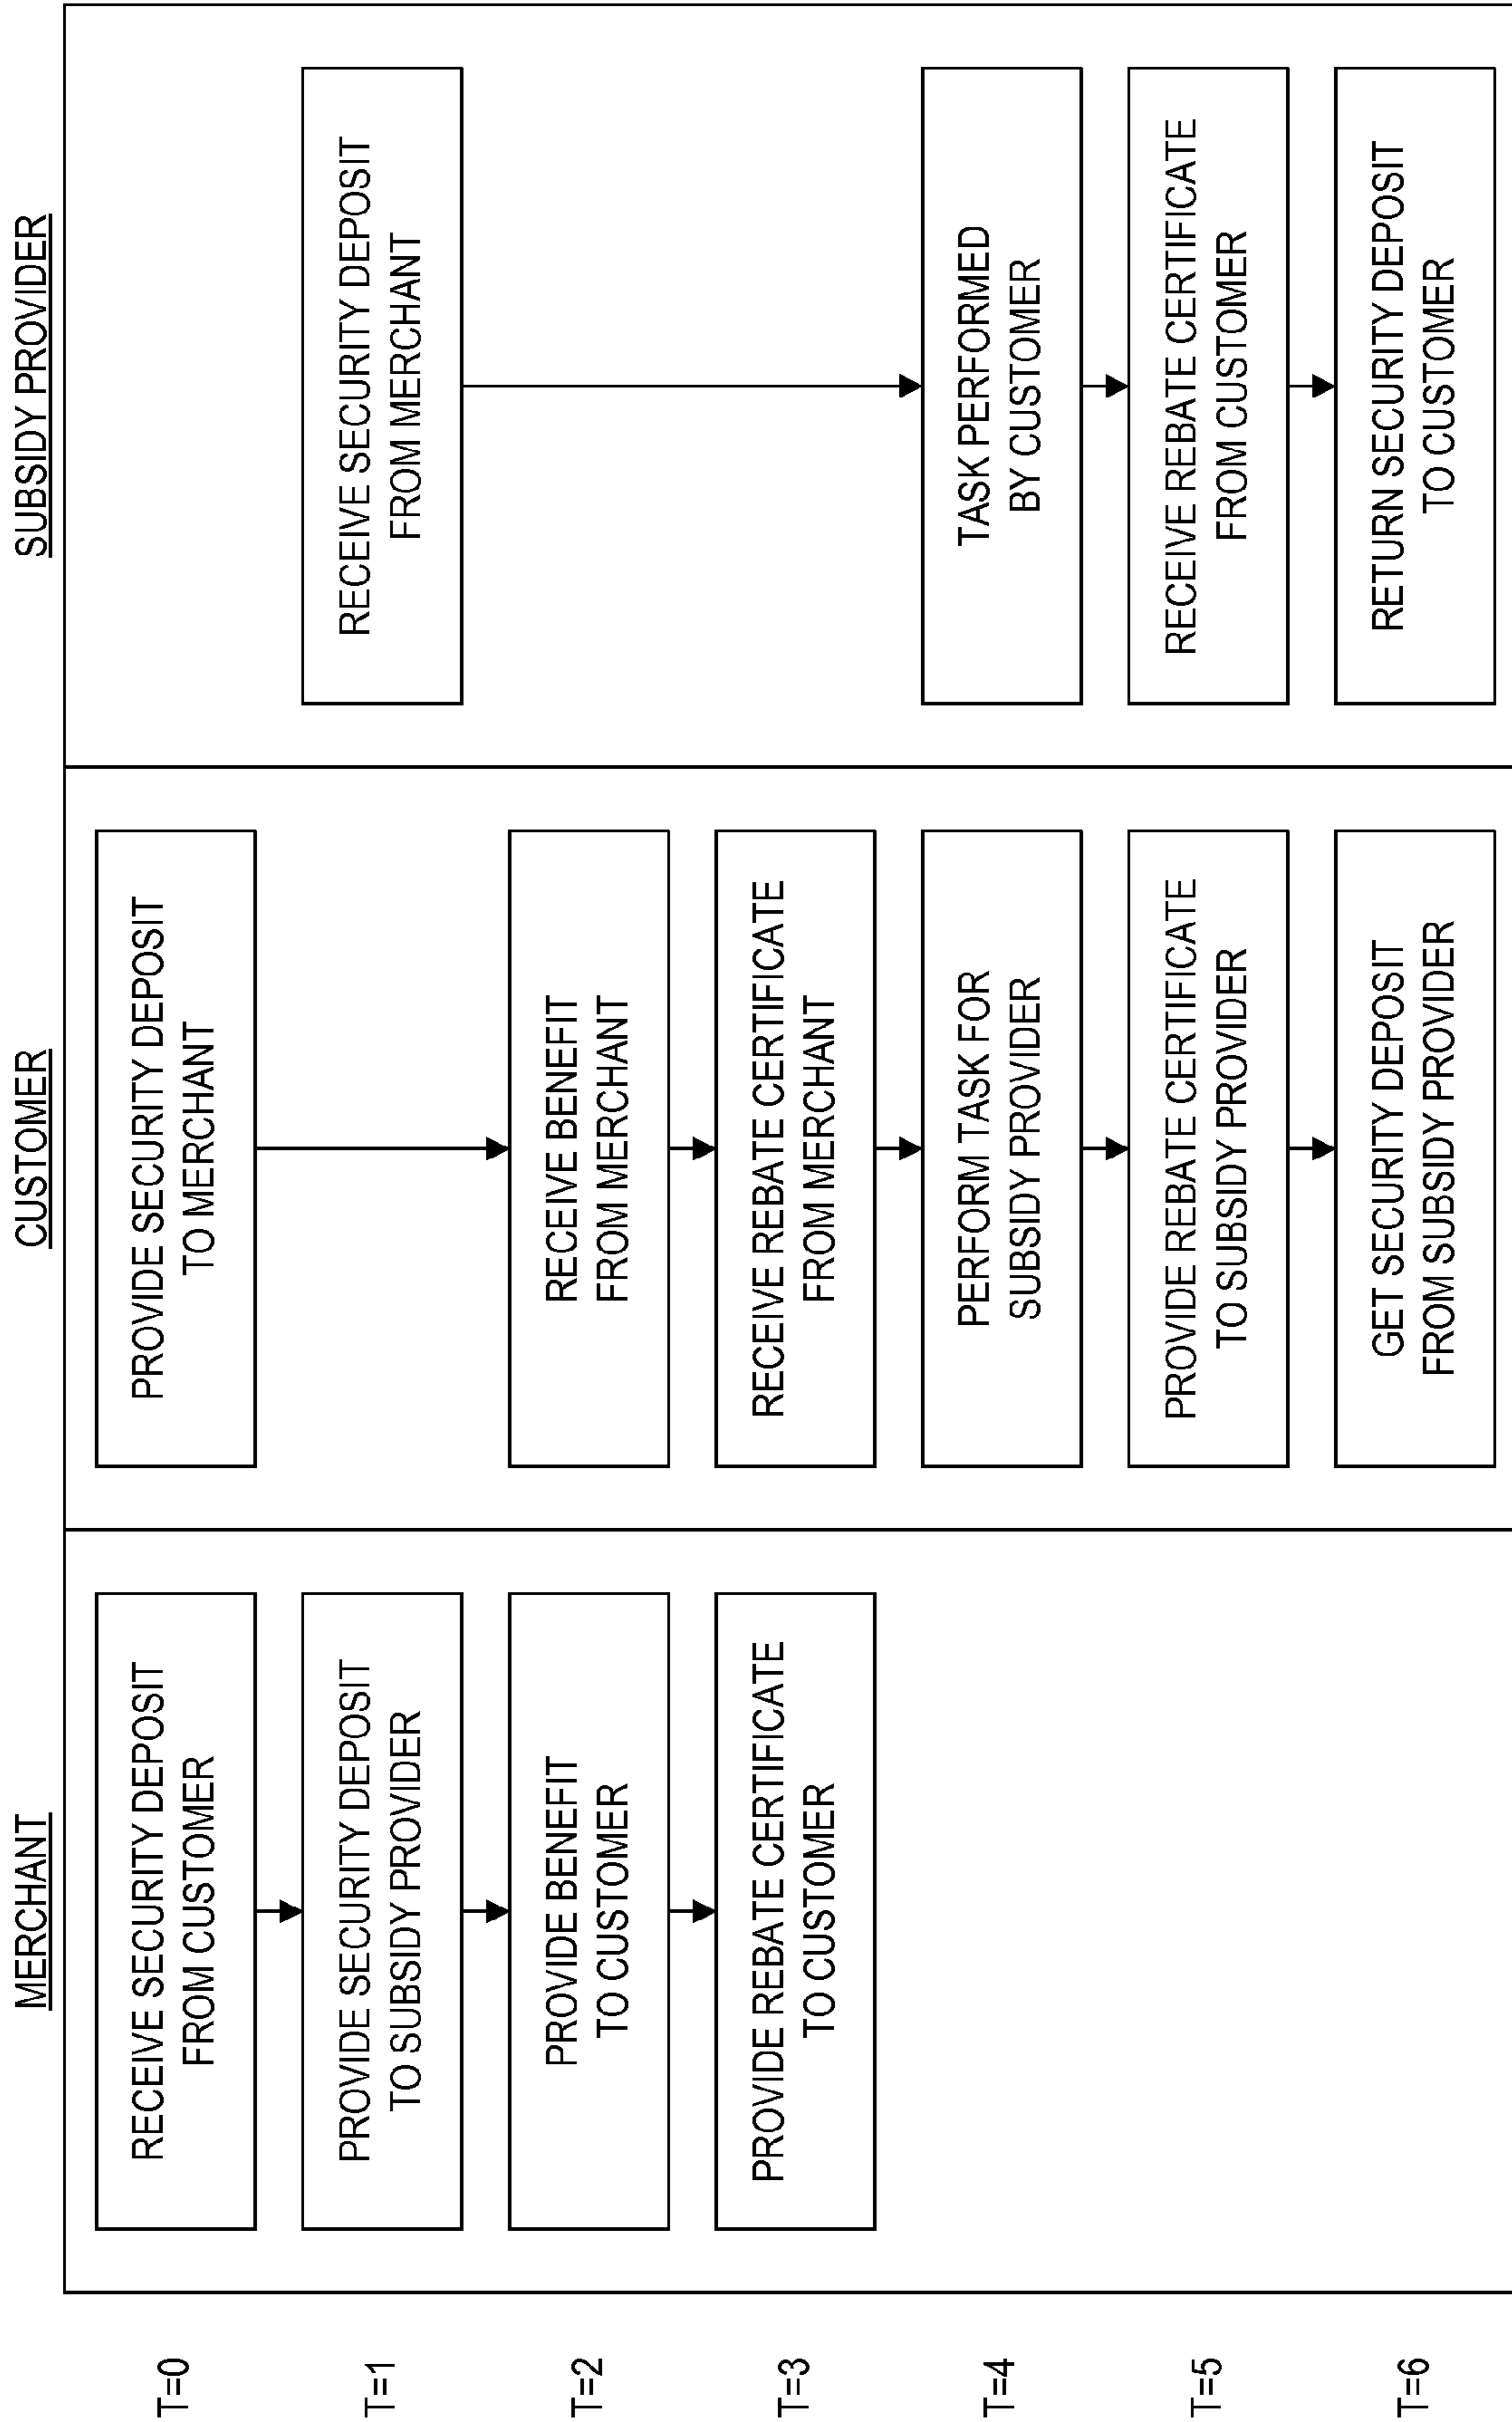 MERCHANT
CUSTOMER
SUBSIDY PROVIDER
T=0
RECEIVE SECURITY DEPOSIT
FROM CUSTOMER
PROVIDE SECURITY DEPOSIT
TO MERCHANT
T=1
PROVIDE SECURITY DEPOSIT
TO SUBSIDY PROVIDER
RECEIVE SECURITY DEPOSIT
FROM MERCHANT
T=2
PROVIDE BENEFIT
TO CUSTOMER
RECEIVE BENEFIT
FROM MERCHANT
T=3
PROVIDE REBATE CERTIFICATE
TO CUSTOMER
RECEIVE REBATE CERTIFICATE
FROM MERCHANT
T=4
PERFORM TASK FOR
SUBSIDY PROVIDER
TASK PERFORMED
BY CUSTOMER
T=5
PROVIDE REBATE CERTIFICATE
TO SUBSIDY PROVIDER
RECEIVE REBATE CERTIFICATE
FROM CUSTOMER
T=6
GET SECURITY DEPOSIT
FROM SUBSIDY PROVIDER
RETURN SECURITY DEPOSIT
TO CUSTOMER